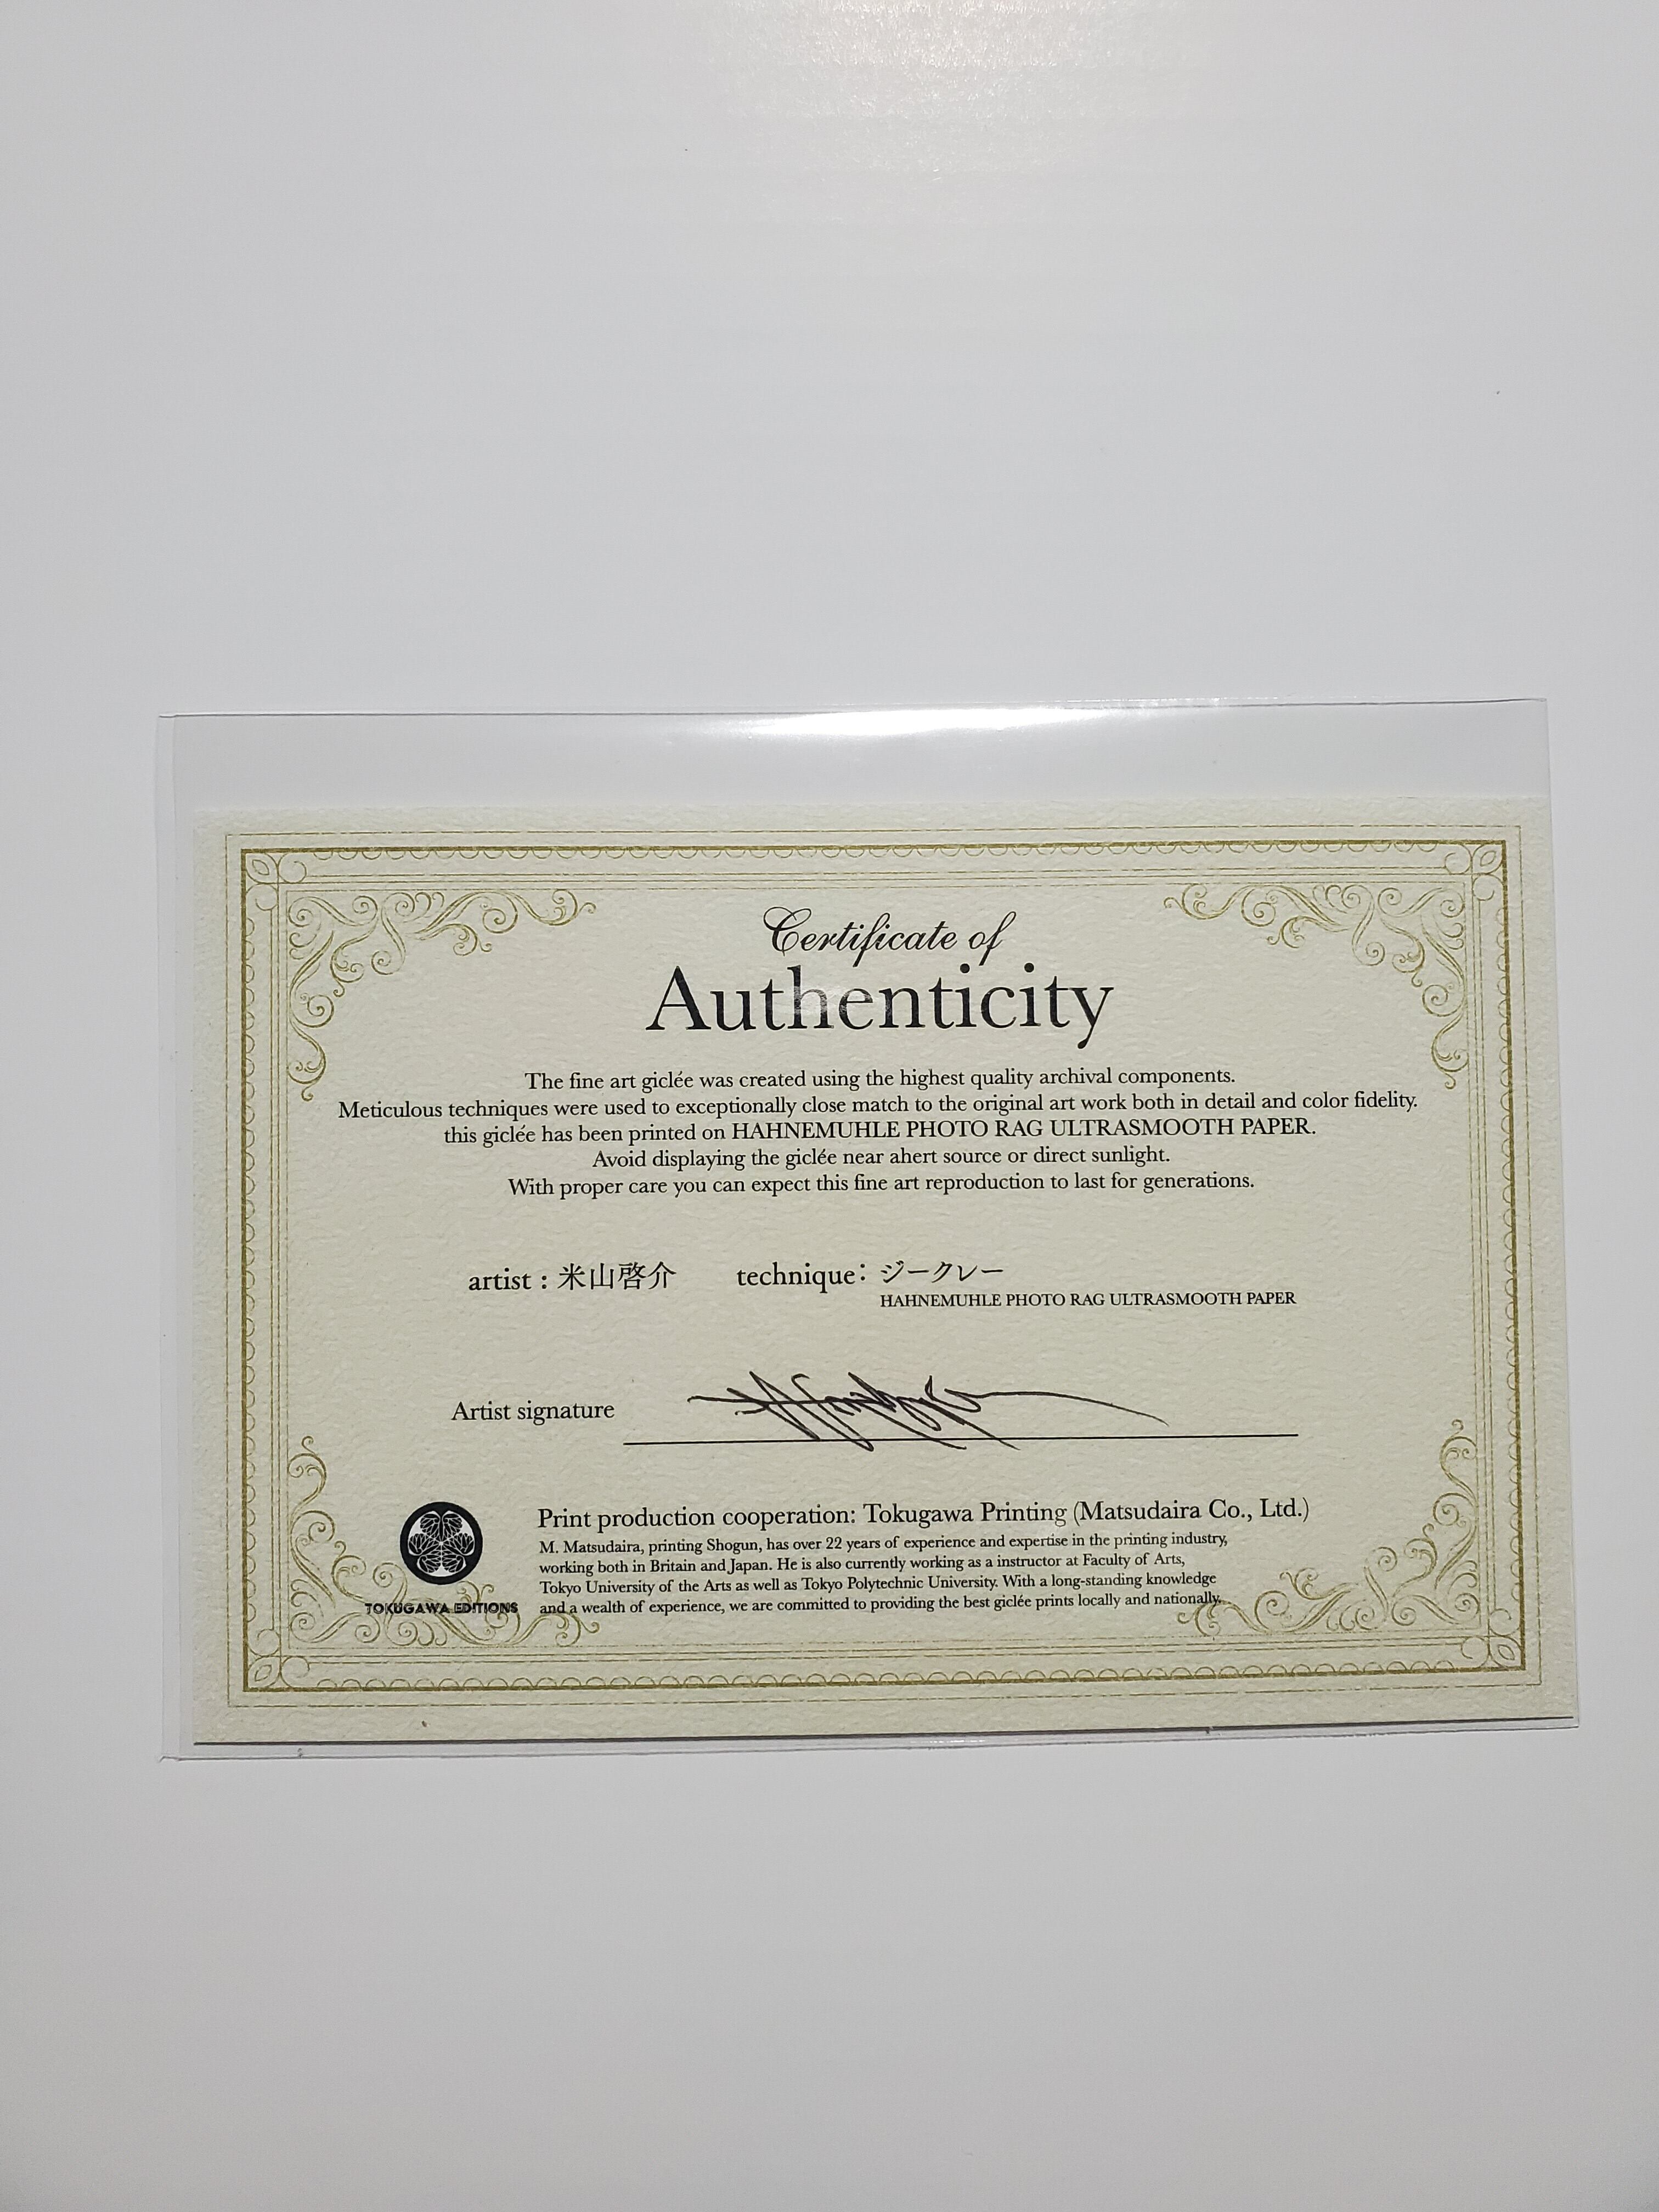 Certificate of
Authenticity
The fine art giclée was created using the highest quality archival components.
Meticulous techniques were used to exceptionally close match to the original art work both in detail and color fidelity.
this giclée has been printed on HAHNEMUHLE PHOTO RAG ULTRASMOOTH PAPER.
Avoid displaying the giclée near ahert source or direct sunlight.
With proper care you can expect this fine art reproduction to last for generations.
artist : 米山啓介 technique: ジークレー
HAHNEMUHLE PHOTO RAG ULTRASMOOTH PAPER
Artist signature
Print production cooperation: Tokugawa Printing (Matsudaira Co., Ltd.)
M. Matsudaira, printing Shogun, has over 22 years of experience and expertise in the printing industry,
working both in Britain and Japan. He is also currently working as a instructor at Faculty of Arts,
Tokyo University of the Arts as well as Tokyo Polytechnic University. With a long-standing knowledge
and a wealth of experience, we are committed to providing the best giclée prints locally and nationally.
TOKUGAWA EDITIONS